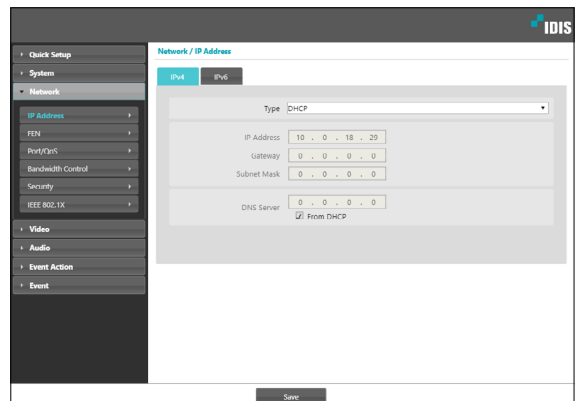 IDIS
Quick Setup
System
Network
IP Address
FEN
Port/QoS
Bandwidth Control
Security
IEEE 802.1X
Video
Audio
Event Action
Event
Network / IP Address
IPv4 IPv6
Type DHCP
IP Address 10 . 0 . 18 . 29
Gateway 0 . 0 . 0 . 0
Subnet Mask 0 . 0 . 0 . 0
DNS Server 0 . 0 . 0 . 0
From DHCP
Save